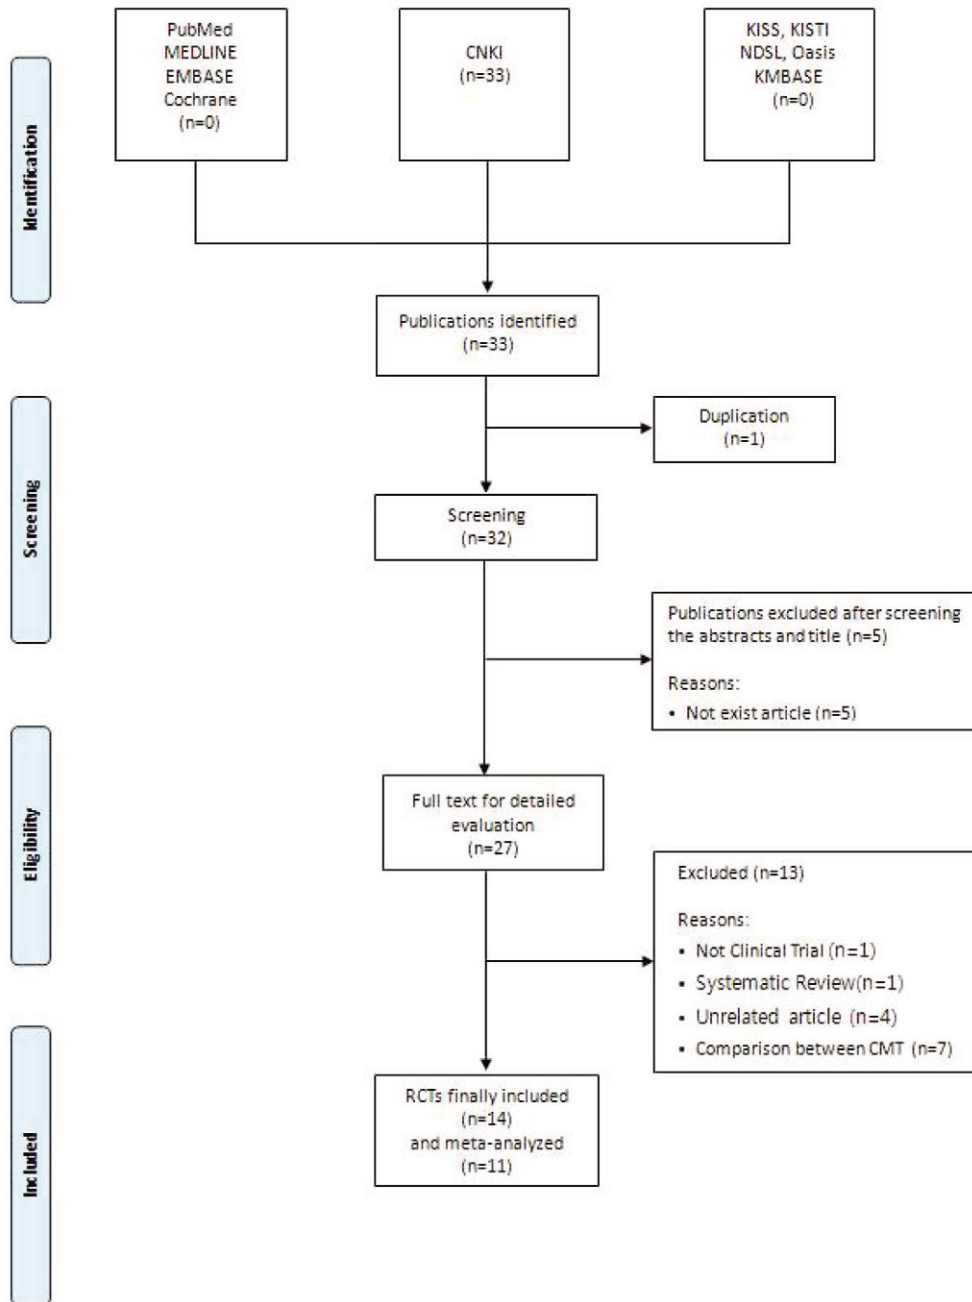 PubMed
MEDLINE
EMBASE
Cochrane
(n=0)
CNKI
(n=33)
KISS, KISTI
NDSL, Oasis
KMBASE
(n=0)
Identification
Publications identified
(n=33)
Duplication
(n=1)
Screening
Screening
(n=32)
Publications excluded after screening
the abstracts and title (n=5)
Reasons:
• Not exist article (n=5)
Eligibility
Full text for detailed
evaluation
(n=27)
Excluded (n=13)
Reasons:
• Not Clinical Trial (n=1)
• Systematic Review(n=1)
• Unrelated article (n=4)
• Comparison between CMT (n=7)
Included
RCTs finally included
(n=14)
and meta-analyzed
(n=11)